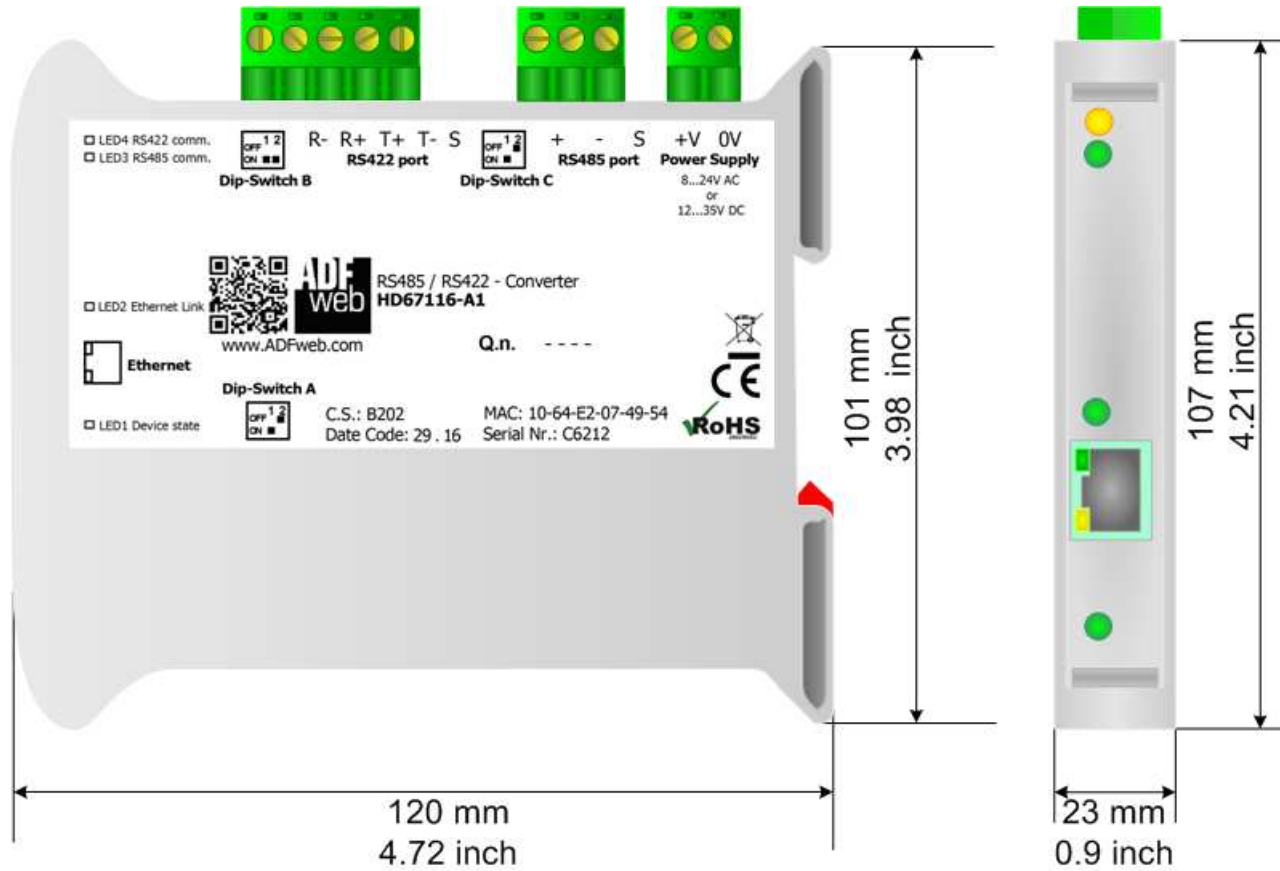 LED4 RS422 comm.
LED3 RS485 comm.
OFF 1 2
ON
Dip-Switch B
R- R+ T+ T- S
RS422 port
OFF 1 2
ON
Dip-Switch C
+ - S
RS485 port
+V 0V
Power Supply
8...24V AC
or
12...35V DC
LED2 Ethernet Link
ADF
web
www.ADFweb.com
RS485 / RS422 - Converter
HD67116-A1
Q.n. - - - -
Ethernet
CE
Dip-Switch A
OFF 1 2
ON
LED1 Device state
C.S.: B202
Date Code: 29 . 16
MAC: 10-64-E2-07-49-54
Serial Nr.: C6212
RoHS
101 mm
3.98 inch
107 mm
4.21 inch
120 mm
4.72 inch
23 mm
0.9 inch